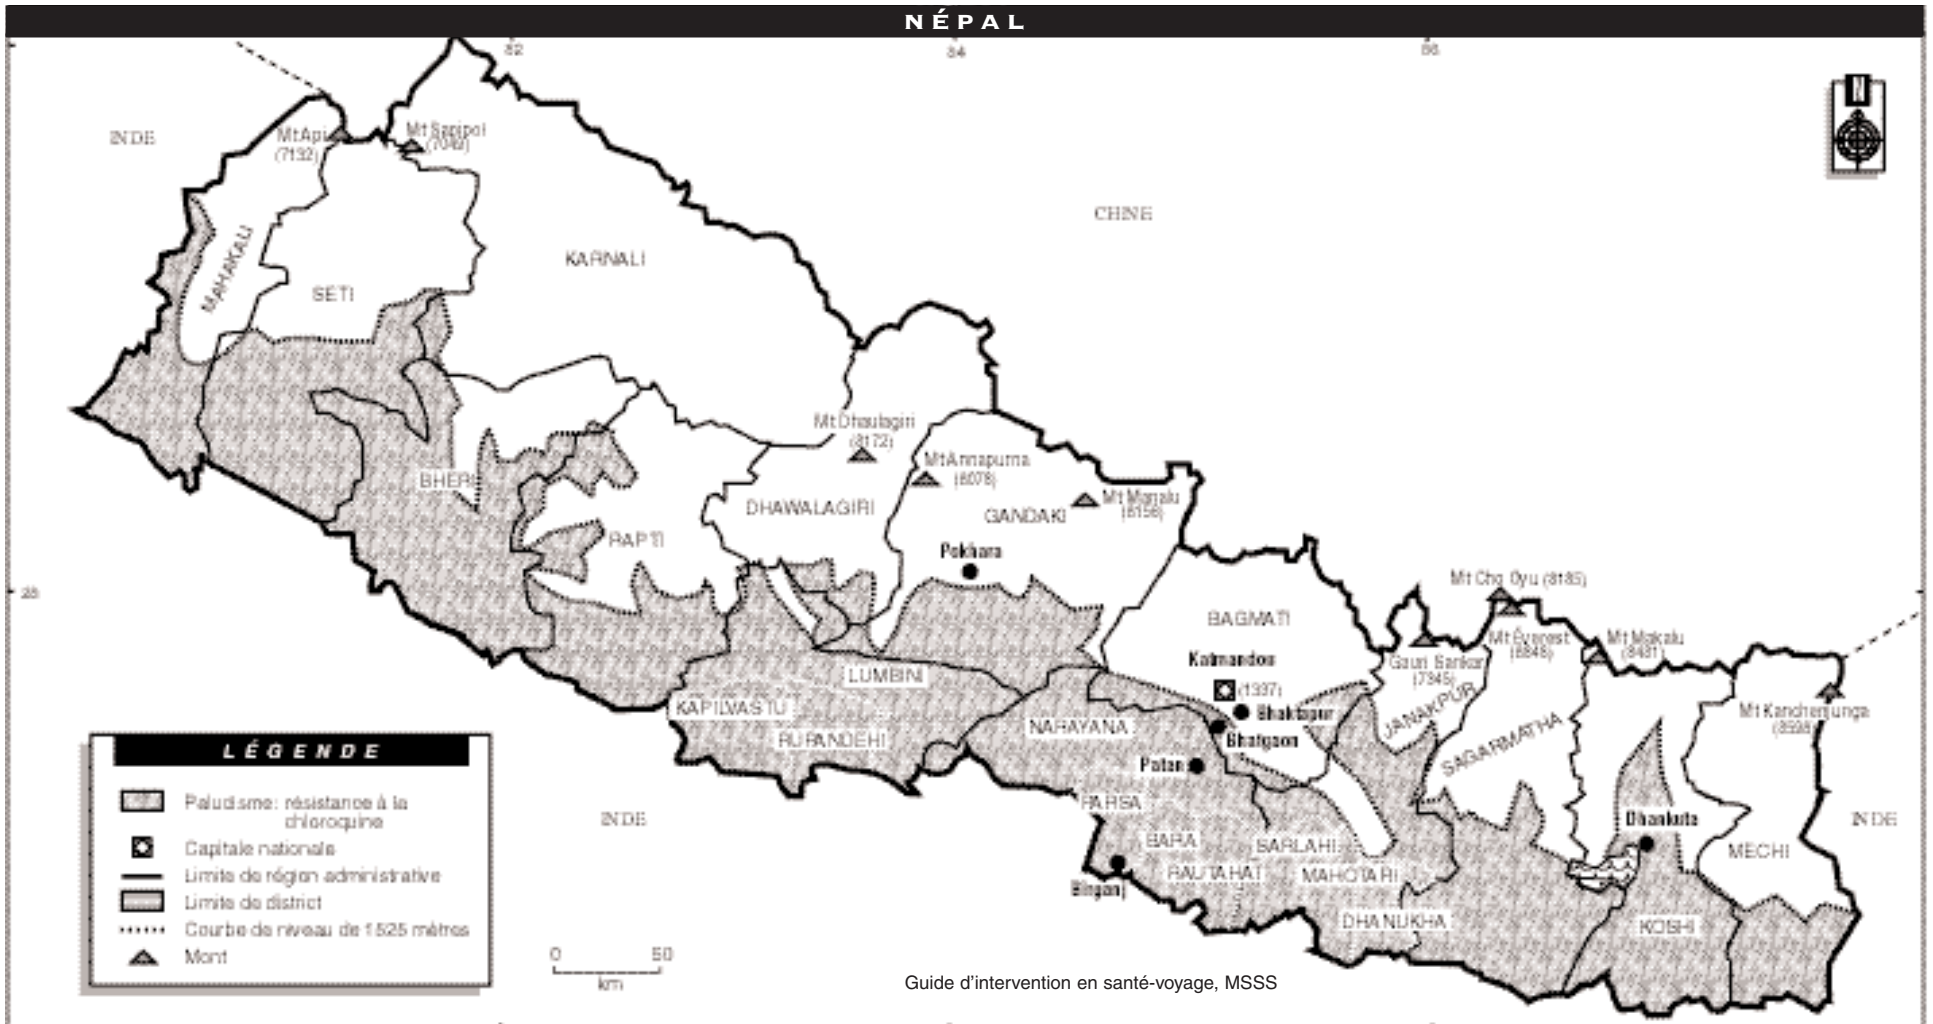 NÉPAL
82
84
86
INDE
Mt Api
(7132)
Mt Sapipol
(7049)
CHINE
MAHAKALI
SETI
KARNALI
Mt Dhaulagiri
(8172)
Mt Annapurna
(8078)
Mt Manalu
(8156)
BHERI
RAPTI
DHAWALAGIRI
GANDAKI
Pokhara
28
BAGMATI
Mt Cho Oyu (8185)
Mt Éverest
(8848)
Mt Makalu
(8481)
Gauri Sankar
(7345)
Katmandou
(1337)
Bhaktapur
Bhatgaon
Patan
JANAKPUR
SAGARMATHA
Mt Kanchenjunga
(8598)
LUMBINI
KAPILVASTU
RUPANDEHI
NARAYANA
PARSA
BARA
SARLAHI
RAUTAHAT
MAHOTARI
DHANUKHA
Birganj
Dhankuta
MECHI
KOSHI
INDE
INDE
LÉGENDE
Paludisme: résistance à la
chloroquine
Capitale nationale
Limite de région administrative
Limite de district
Courbe de niveau de 1525 mètres
Mont
0 50
km
Guide d'intervention en santé-voyage, MSSS